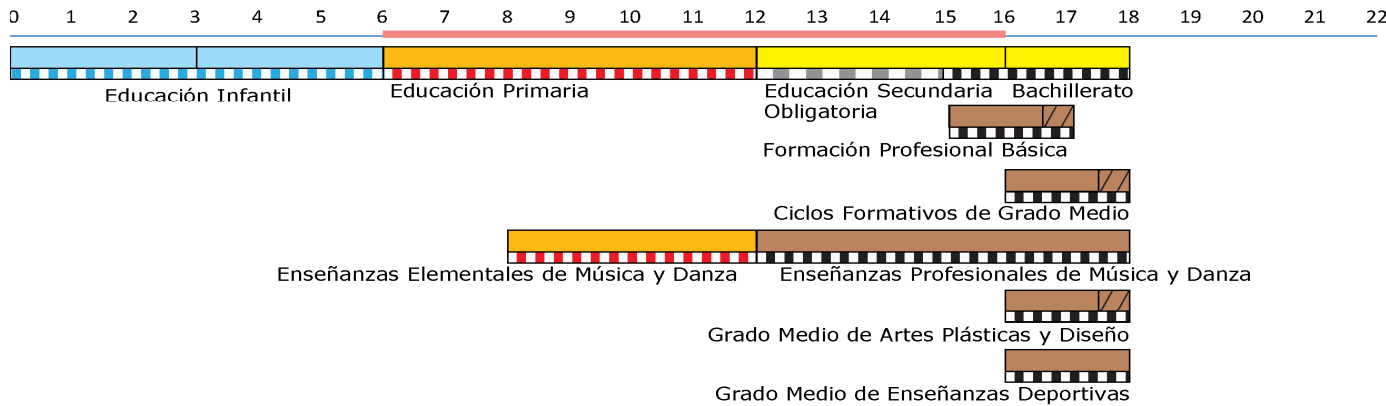 0 1 2 3 4 5 6 7 8 9 10 11 12 13 14 15 16 17 18 19 20 21 22
Educación Infantil
Educación Primaria
Educación Secundaria
Obligatoria
Bachillerato
Formación Profesional Básica
Ciclos Formativos de Grado Medio
Enseñanzas Elementales de Música y Danza
Enseñanzas Profesionales de Música y Danza
Grado Medio de Artes Plásticas y Diseño
Grado Medio de Enseñanzas Deportivas